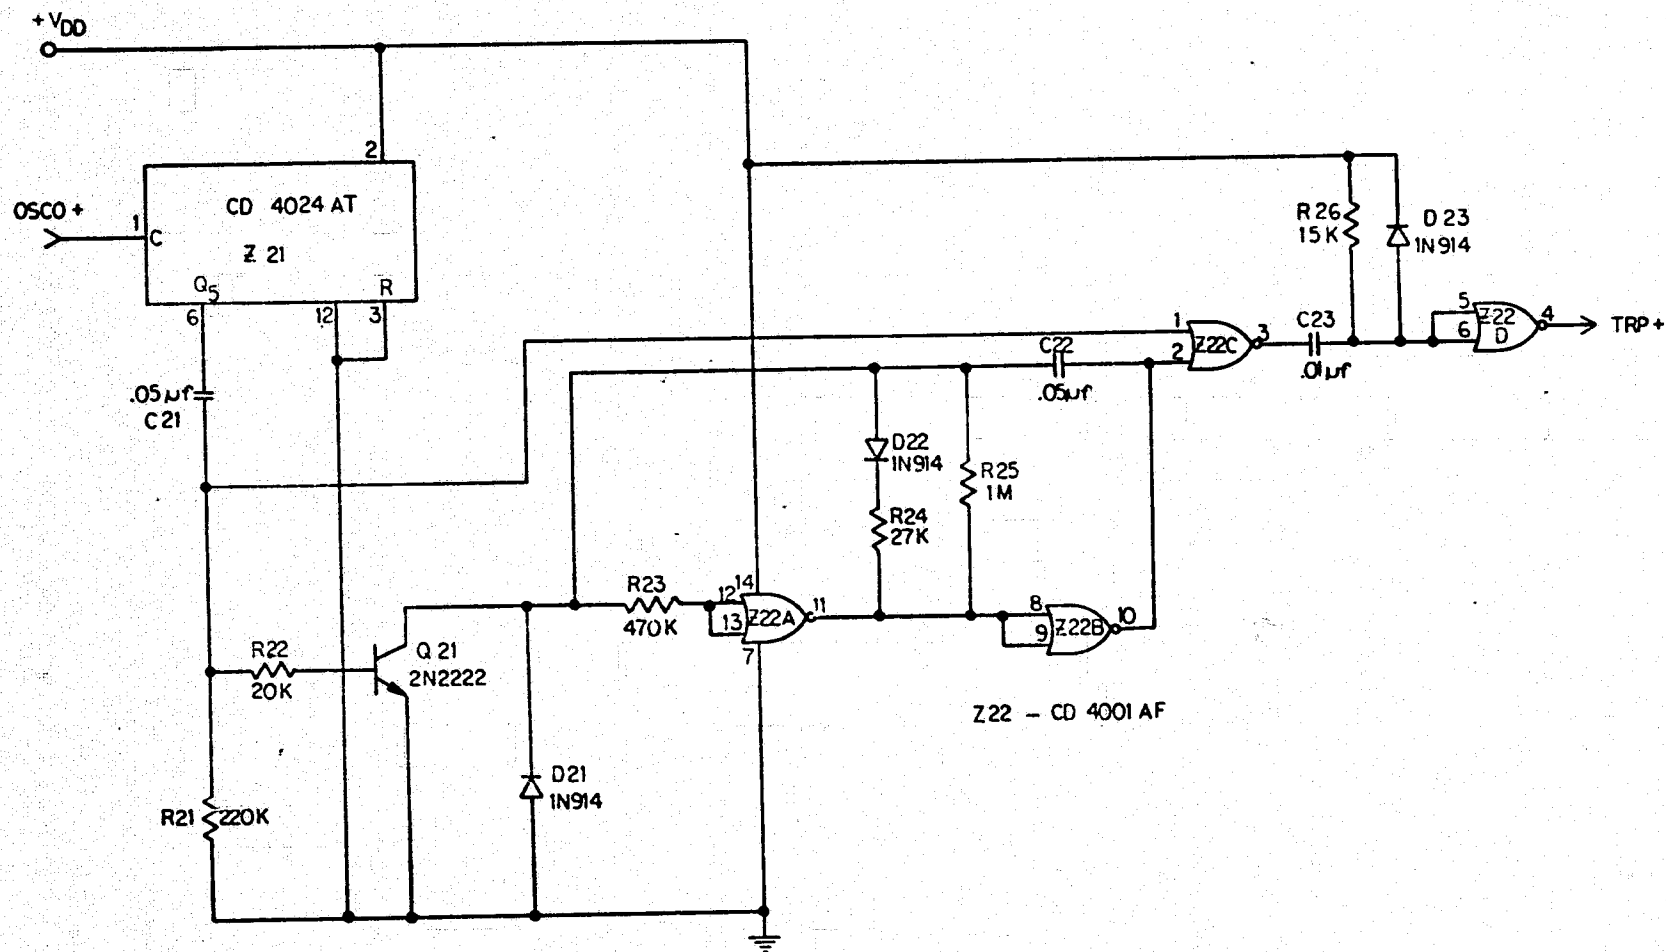 + VDD
2
CD 4024 AT
OSCO +
1
C
Z 21
Q5
R
6
12
3
.05µf
C21
R22
20K
Q 21
2N2222
R21
220K
D21
1N914
R23
470K
12
14
13
Z22A
11
7
D22
1N914
R24
27K
R25
1M
C22
.05µf
8
9
Z22B
10
1
2
Z22C
3
C23
.01µf
R 26
15K
D 23
1N914
5
6
Z22
D
4
TRP+
Z22 - CD 4001 AF